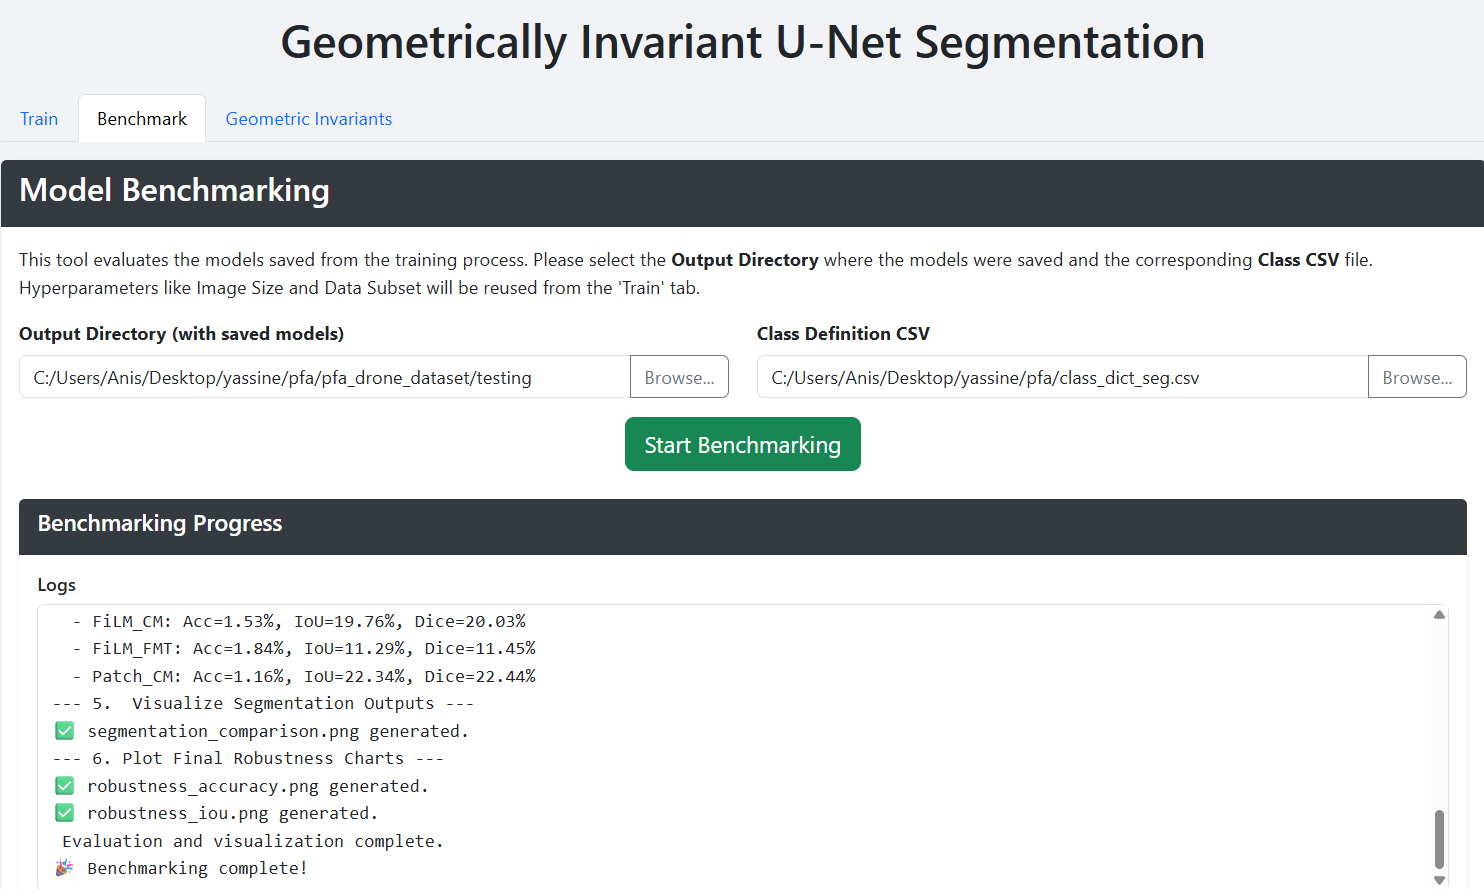 Geometrically Invariant U-Net Segmentation
Train Benchmark Geometric Invariants
Model Benchmarking
This tool evaluates the models saved from the training process. Please select the Output Directory where the models were saved and the corresponding Class CSV file.
Hyperparameters like Image Size and Data Subset will be reused from the 'Train' tab.
Output Directory (with saved models)
C:/Users/Anis/Desktop/yassine/pfa/pfa_drone_dataset/testing Browse...
Class Definition CSV
C:/Users/Anis/Desktop/yassine/pfa/class_dict_seg.csv Browse...
Start Benchmarking
Benchmarking Progress
Logs
- FiLM_CM: Acc=1.53%, IoU=19.76%, Dice=20.03%
- FiLM_FMT: Acc=1.84%, IoU=11.29%, Dice=11.45%
- Patch_CM: Acc=1.16%, IoU=22.34%, Dice=22.44%
--- 5.  Visualize Segmentation Outputs ---
✅ segmentation_comparison.png generated.
--- 6. Plot Final Robustness Charts ---
✅ robustness_accuracy.png generated.
✅ robustness_iou.png generated.
Evaluation and visualization complete.
🎉 Benchmarking complete!